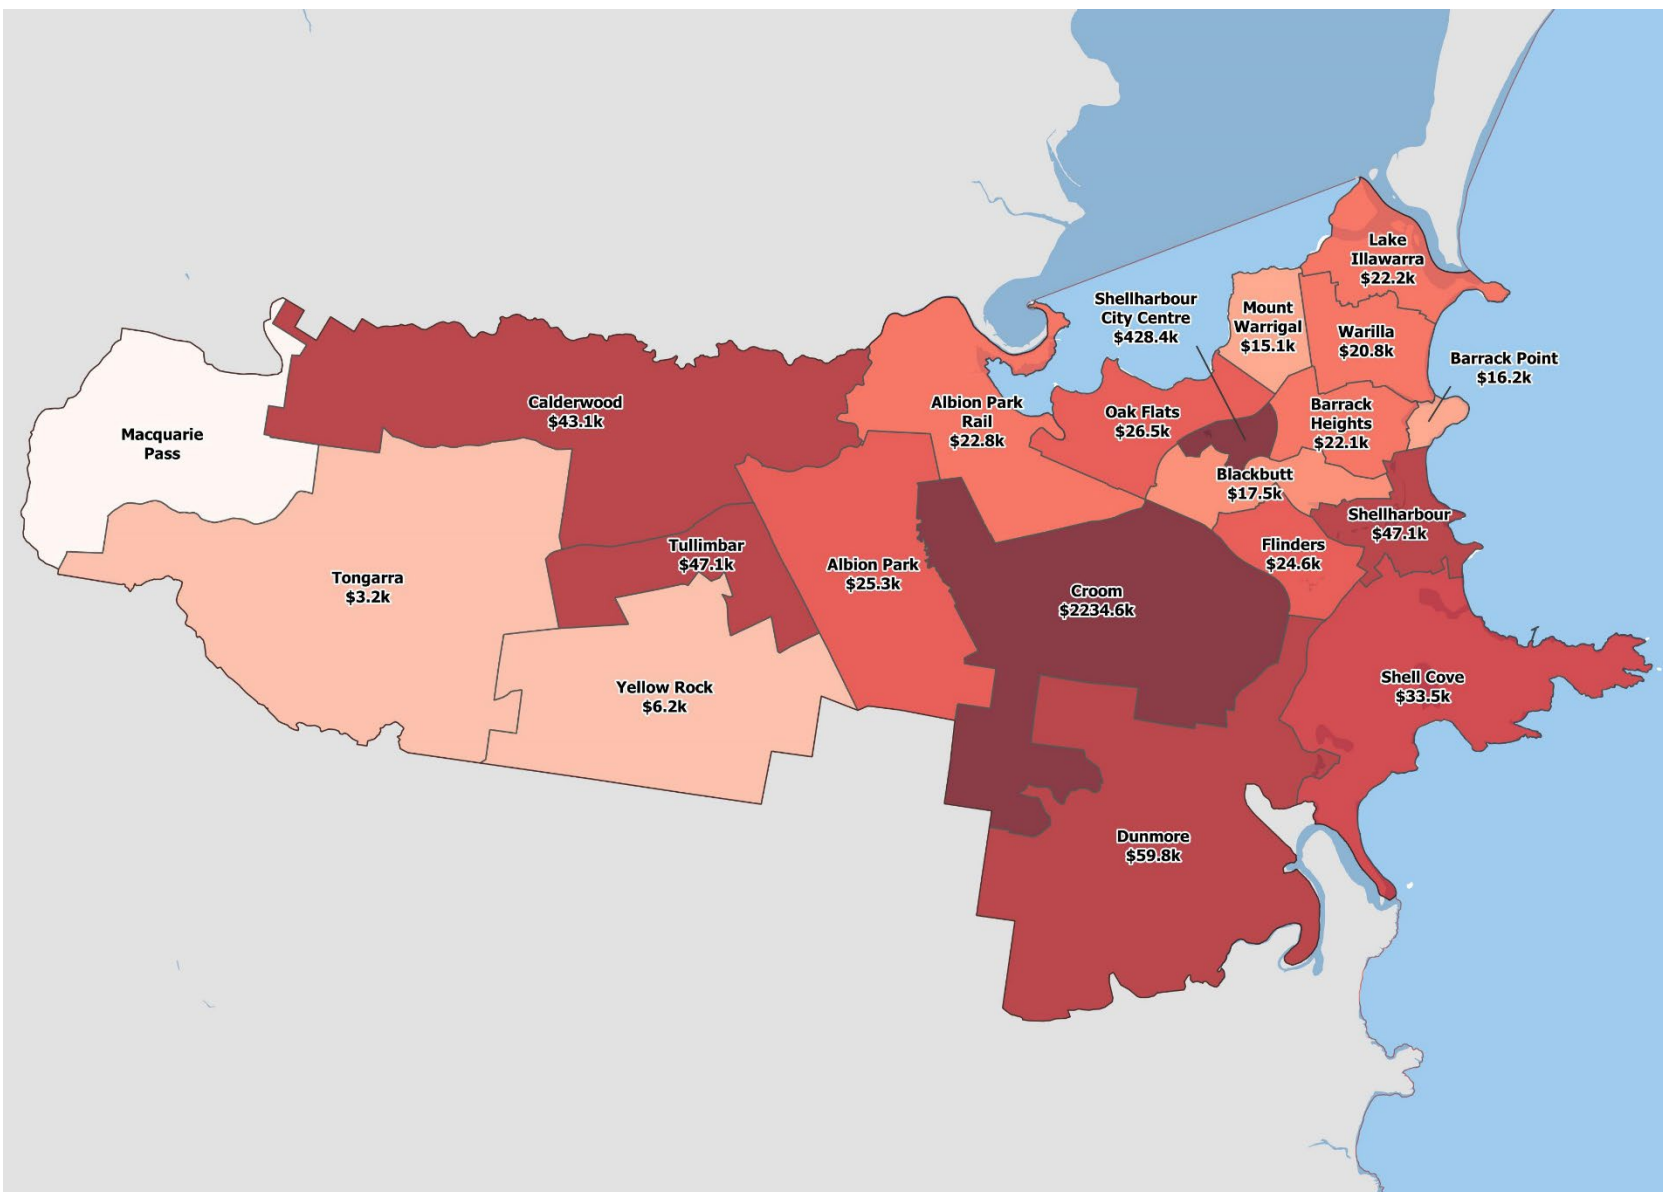 Lake
Illawarra
$22.2k
Shellharbour
City Centre
$428.4k
Mount
Warrigal
$15.1k
Warilla
$20.8k
Barrack Point
$16.2k
Calderwood
$43.1k
Albion Park
Rail
$22.8k
Oak Flats
$26.5k
Barrack
Heights
$22.1k
Macquarie
Pass
Blackbutt
$17.5k
Shellharbour
$47.1k
Tullimbar
$47.1k
Flinders
$24.6k
Albion Park
$25.3k
Tongarra
$3.2k
Croom
$2234.6k
Yellow Rock
$6.2k
Shell Cove
$33.5k
Dunmore
$59.8k